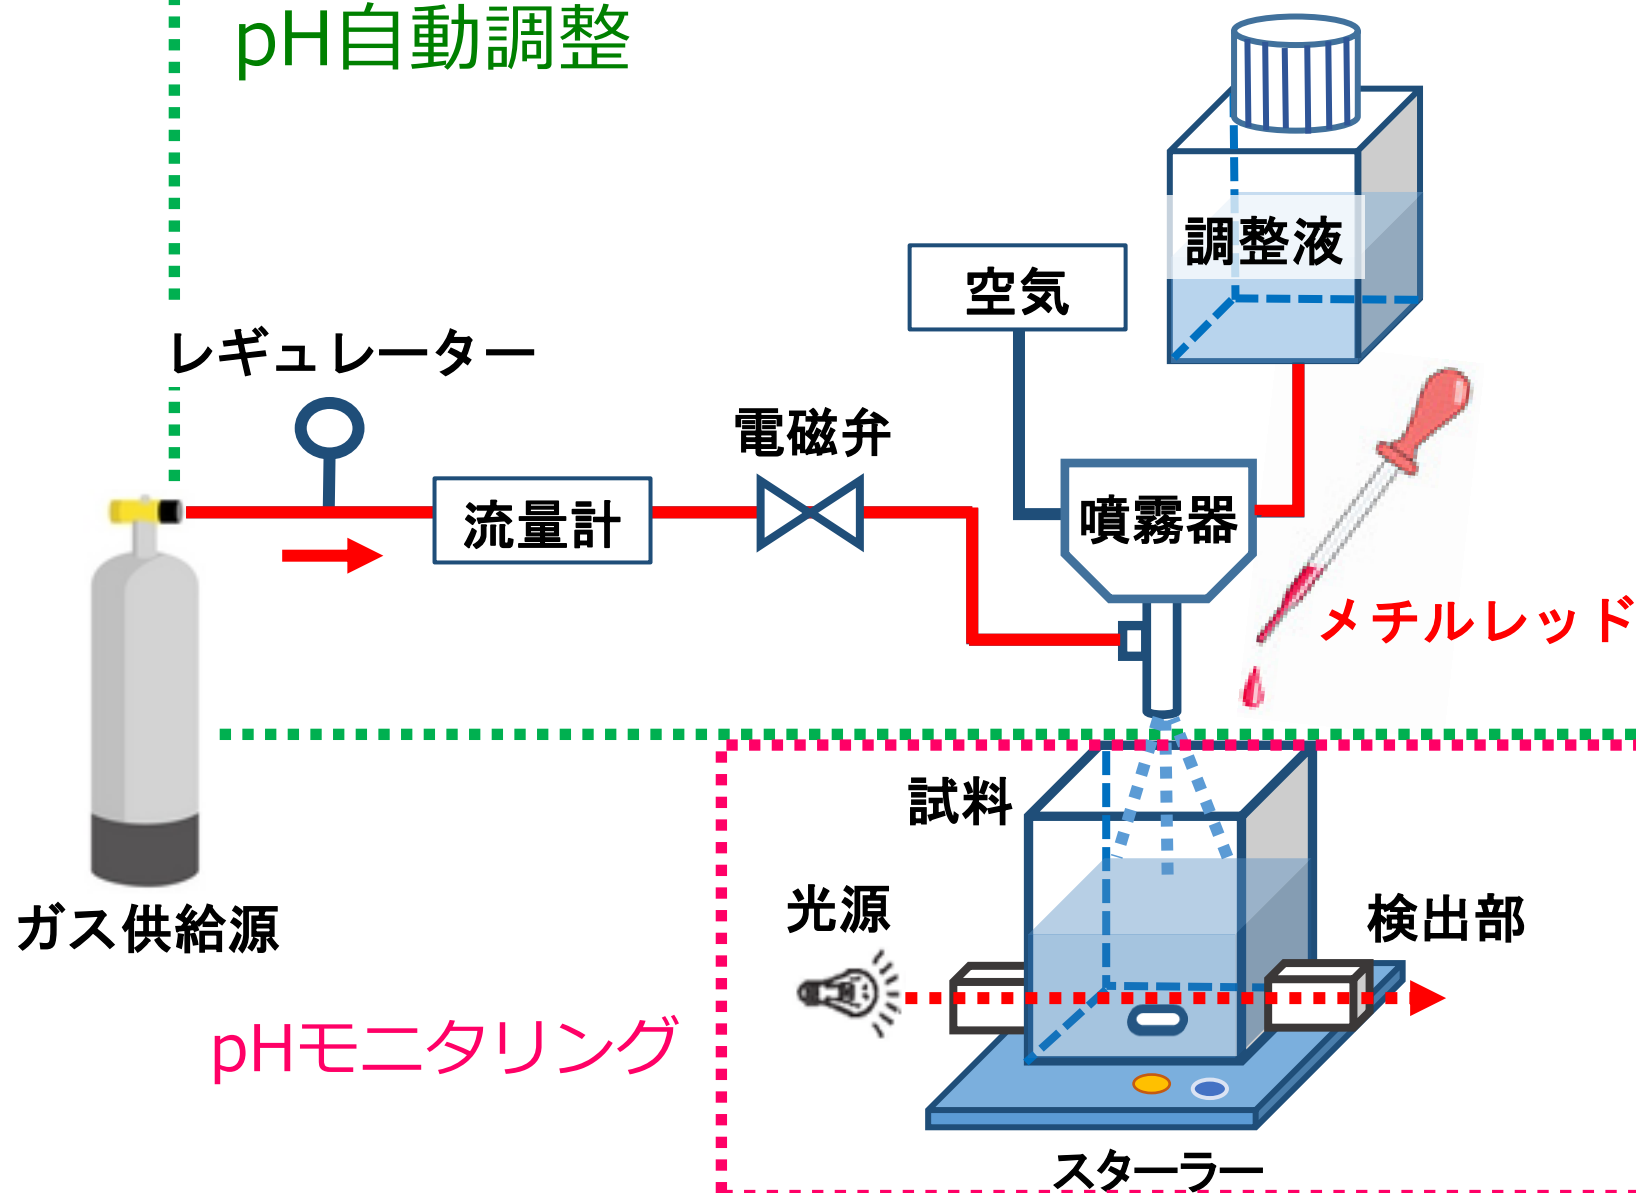 pH自動調整
調整液
空気
レギュレーター
電磁弁
流量計
噴霧器
メチルレッド
試料
光源
検出部
ガス供給源
pHモニタリング
スターラー